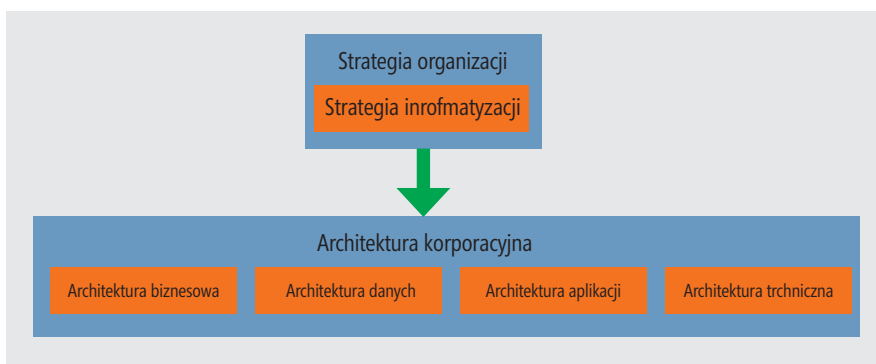 Strategia organizacji
Strategia inrofmatyzacji
Architektura korporacyjna
Architektura biznesowa
Architektura danych
Architektura aplikacji
Architektura trchniczna